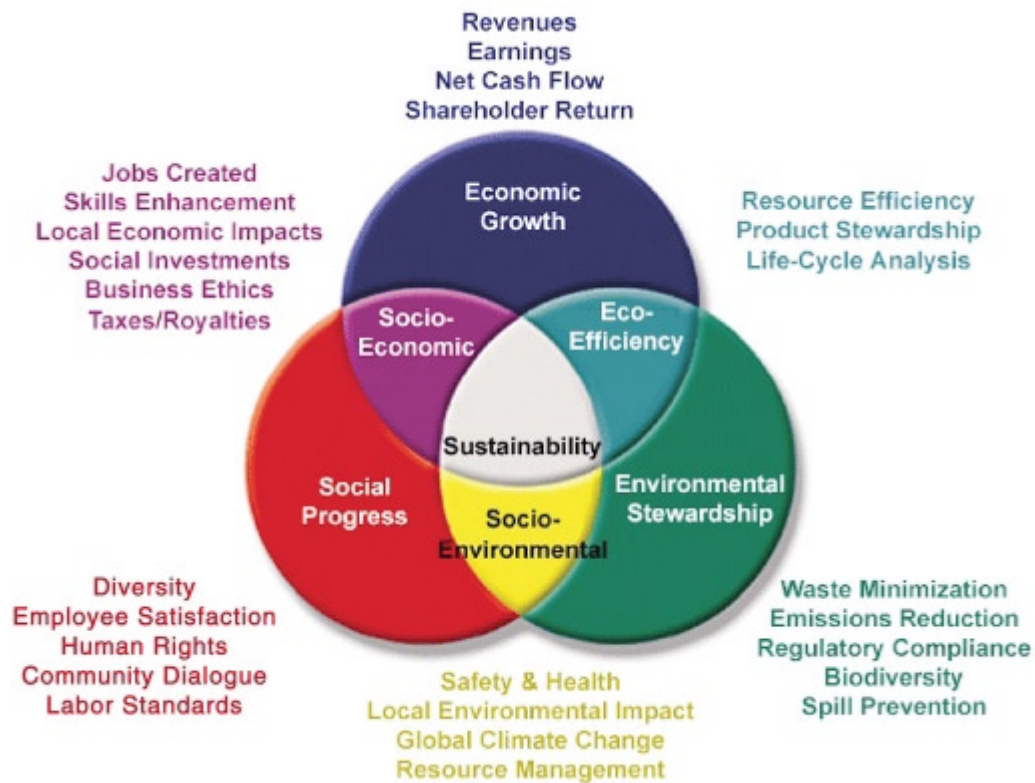 Revenues
Earnings
Net Cash Flow
Shareholder Return
Jobs Created
Skills Enhancement
Local Economic Impacts
Social Investments
Business Ethics
Taxes/Royalties
Economic
Growth
Resource Efficiency
Product Stewardship
Life-Cycle Analysis
Socio-
Economic
Eco-
Efficiency
Sustainability
Social
Progress
Environmental
Stewardship
Socio-
Environmental
Diversity
Employee Satisfaction
Human Rights
Community Dialogue
Labor Standards
Safety & Health
Local Environmental Impact
Global Climate Change
Resource Management
Waste Minimization
Emissions Reduction
Regulatory Compliance
Biodiversity
Spill Prevention